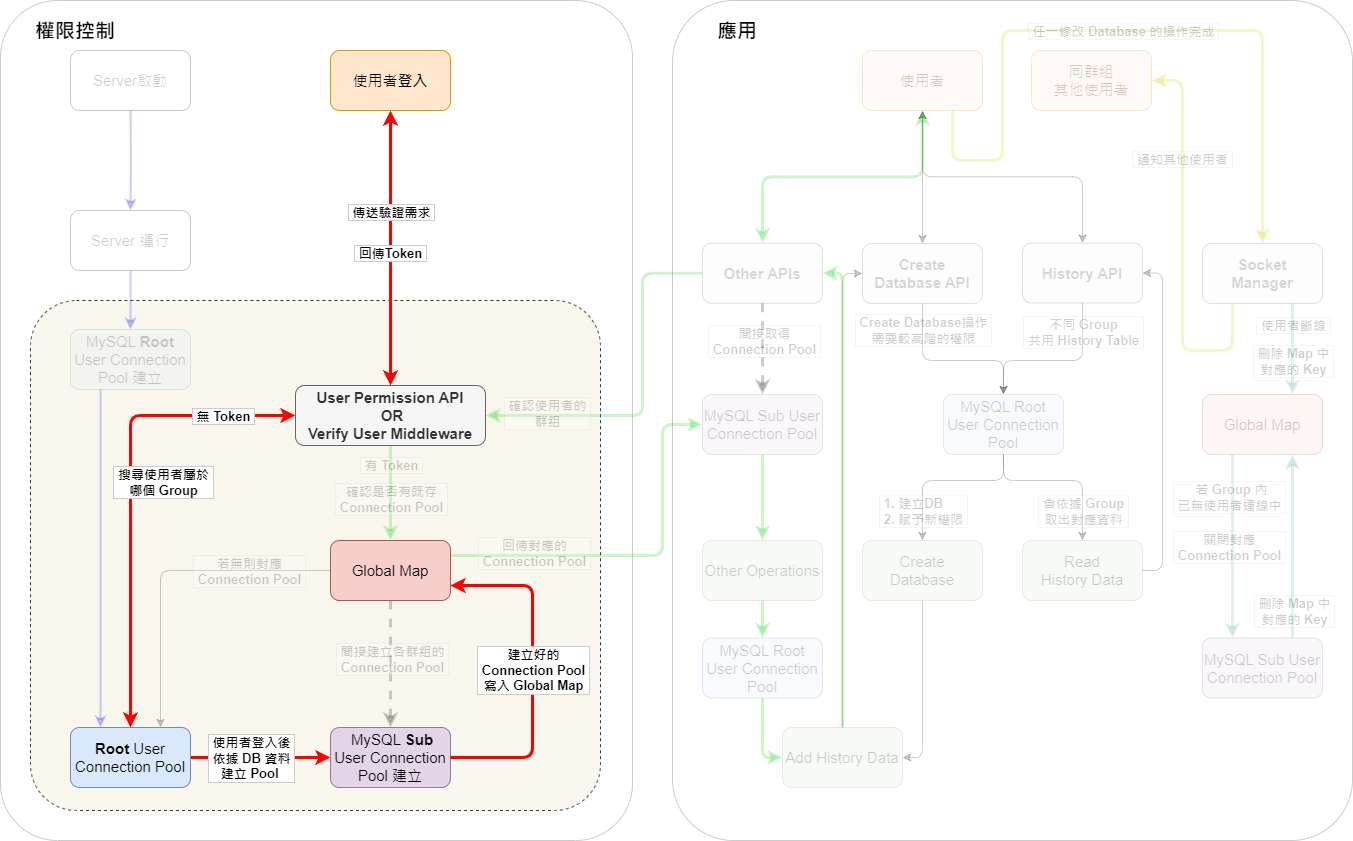 權限控制
Server啟動
使用者登入
傳送驗證需求
回傳Token
Server 運行
MySQL Root
User Connection
Pool 建立
User Permission API
OR
Verify User Middleware
無 Token
搜尋使用者屬於
哪個 Group
有 Token
確認是否有既存
Connection Pool
確認使用者的
群組
Global Map
回傳對應的
Connection Pool
若無則對應
Connection Pool
間接建立各群組的
Connection Pool
建立好的
Connection Pool
寫入 Global Map
Root User
Connection Pool
使用者登入後
依據 DB 資料
建立 Pool
MySQL Sub
User Connection
Pool 建立
應用
任一修改 Database 的操作完成
使用者
同群組
其他使用者
通知其他使用者
Other APIs
Create
Database API
History API
Socket
Manager
間接取得
Connection Pool
Create Database操作
需要較高階的權限
不同 Group
共用 History Table
使用者斷線
刪除 Map 中
對應的 Key
MySQL Sub User
Connection Pool
MySQL Root
User Connection
Pool
Global Map
1. 建立DB
2. 賦予新權限
會依據 Group
取出對應資料
若 Group 內
已無使用者連線中
關閉對應
Connection Pool
Other Operations
Create
Database
Read
History Data
刪除 Map 中
對應的 Key
MySQL Root
User Connection
Pool
MySQL Sub User
Connection Pool
Add History Data